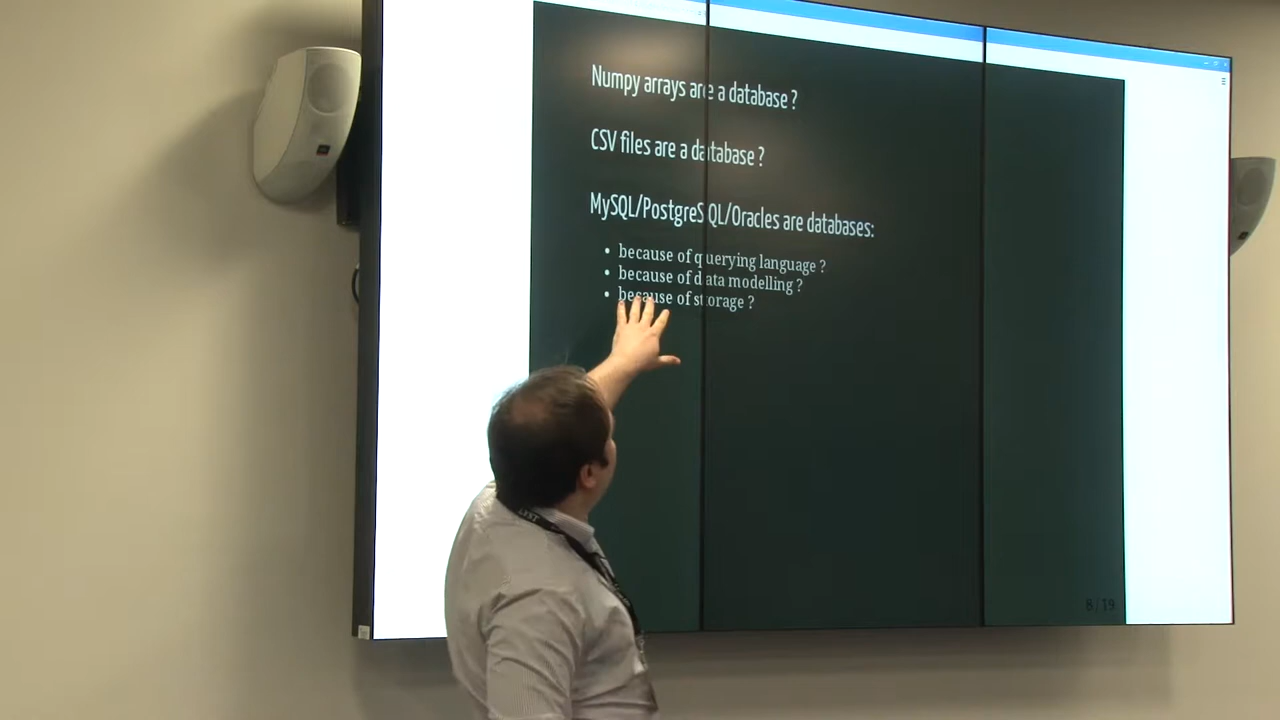 Numpy arrays are a database ?
CSV files are a database ?
MySQL/PostgreSQL/Oracles are databases:
• because of querying language ?
• because of data modelling ?
• because of storage ?
8 / 19